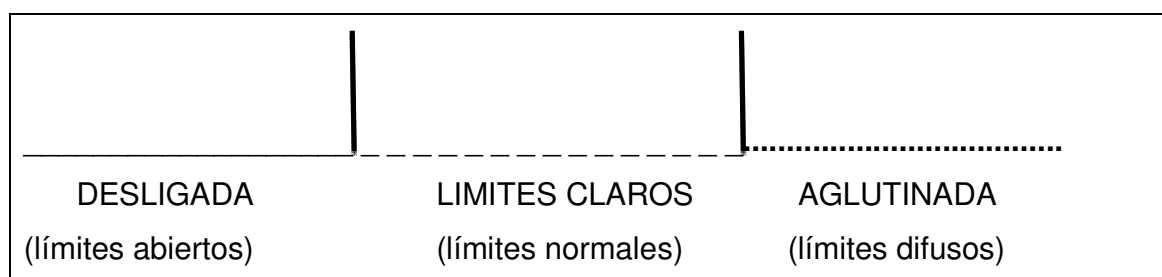 DESLIGADA LIMITES CLAROS AGLUTINADA
(límites abiertos) (límites normales) (límites difusos)